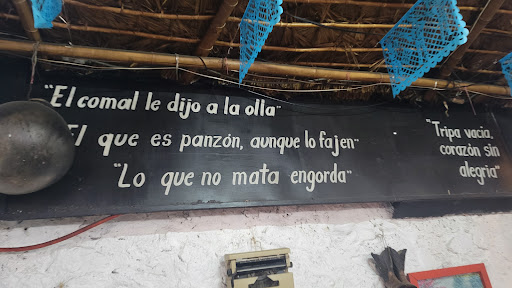 "El comal le dijo a la olla"
El que es panzón, aunque lo fajen"
"Lo que no mata engorda"
"Tripa vacia,
corazón sin
alegria"